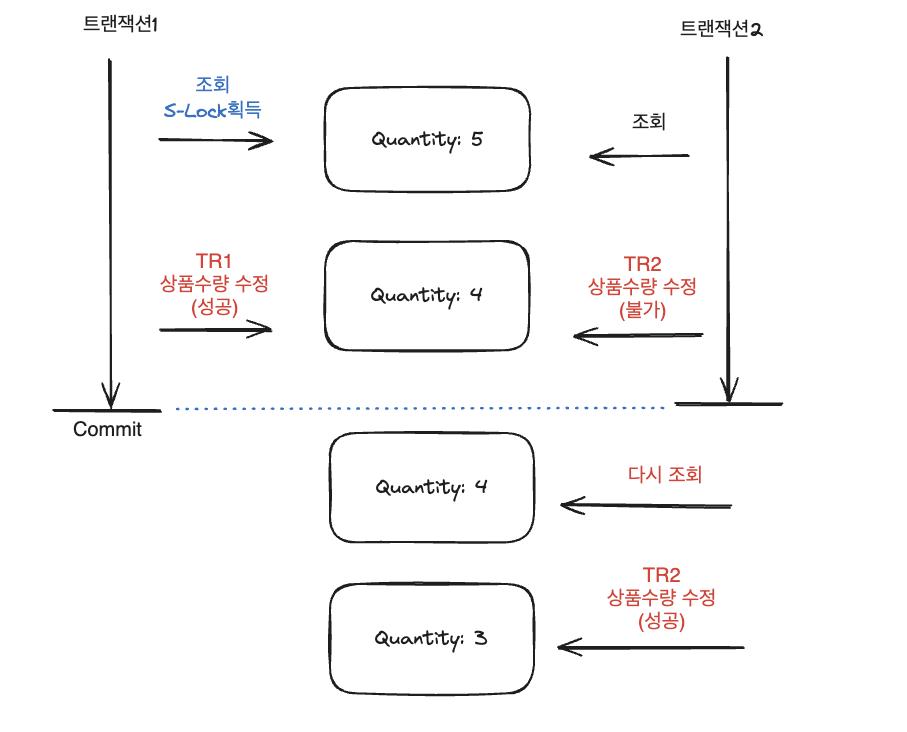 트랜잭션1
트랜잭션2
조회
S-Lock획득
Quantity: 5
조회
TR1
상품수량 수정
(성공)
Quantity: 4
TR2
상품수량 수정
(불가)
Commit
Quantity: 4
다시 조회
Quantity: 3
TR2
상품수량 수정
(성공)